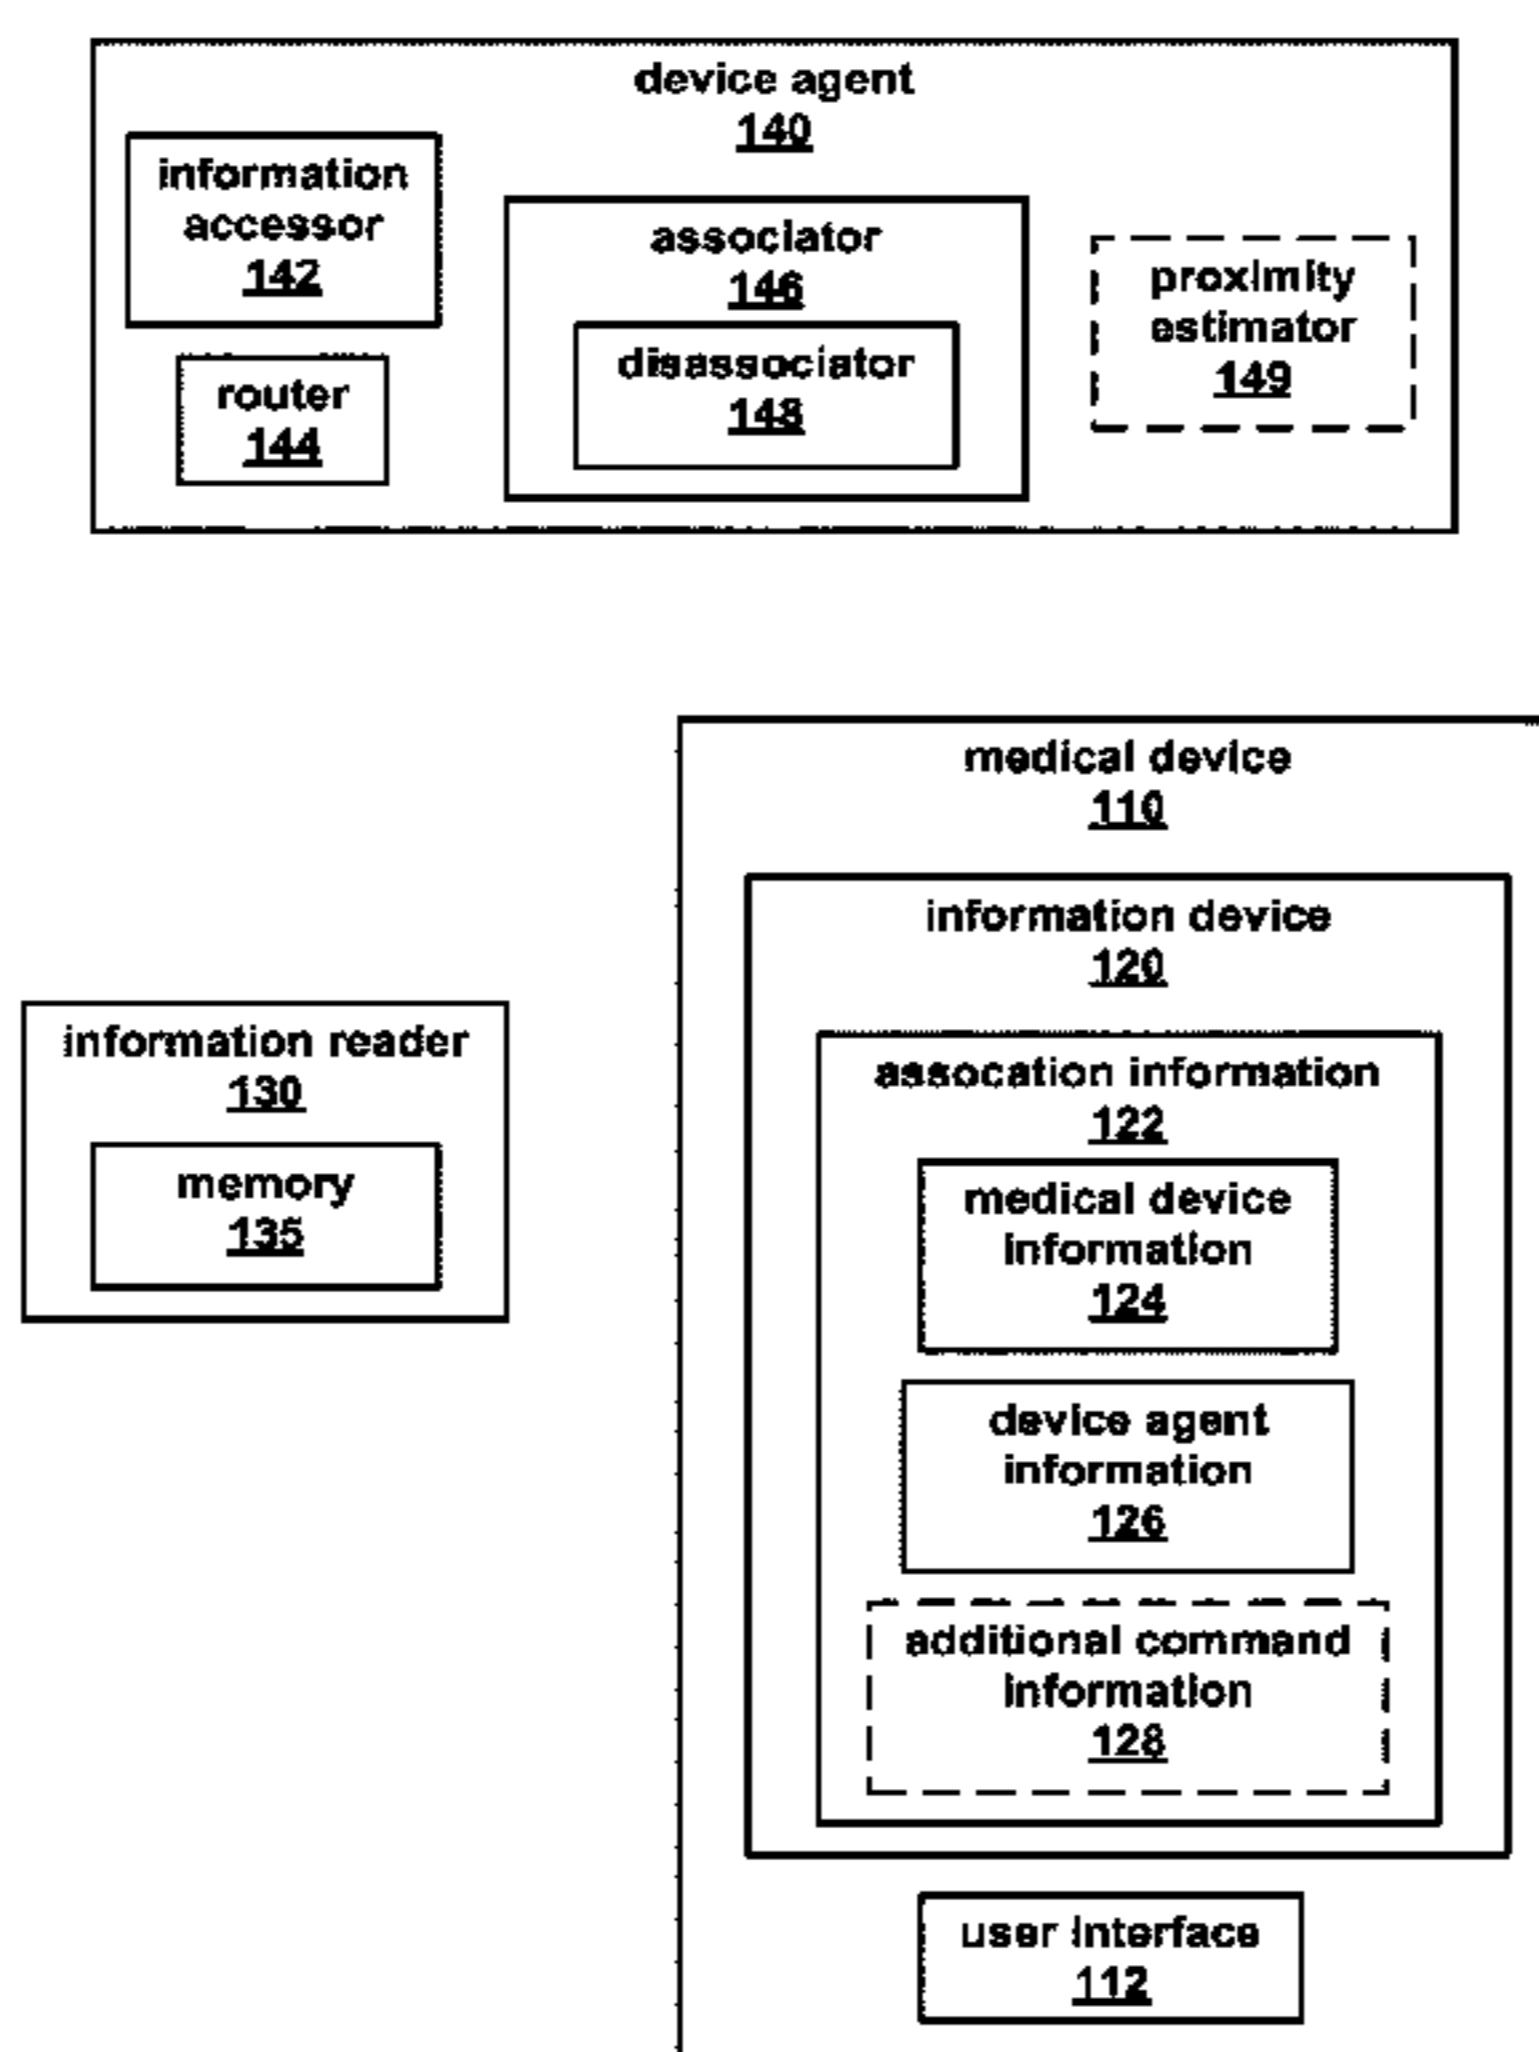 device agent
140
information
accessor
142
router
144
associator
146
disassociator
148
proximity
estimator
149
medical device
110
information device
120
information reader
130
memory
135
assocation information
122
medical device
information
124
device agent
information
126
additional command
information
128
user interface
112